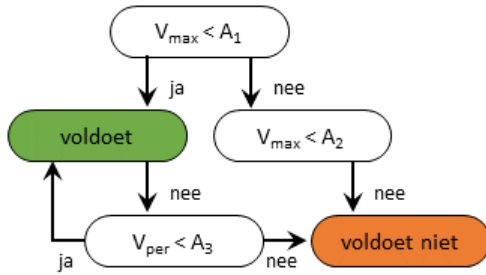 V_max < A_1
ja
nee
voldoet
V_max < A_2
nee
nee
V_per < A_3
voldoet niet
ja
nee